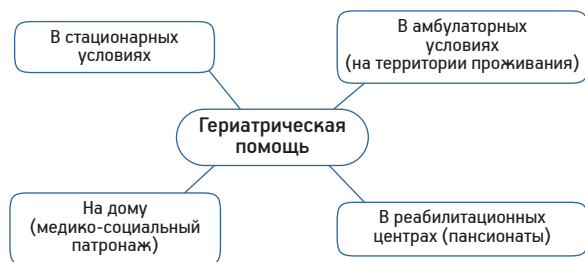 В стационарных
условиях
В амбулаторных
условиях
(на территории проживания)
Гериатрическая
помощь
На дому
(медико-социальный
патронаж)
В реабилитационных
центрах (пансионаты)